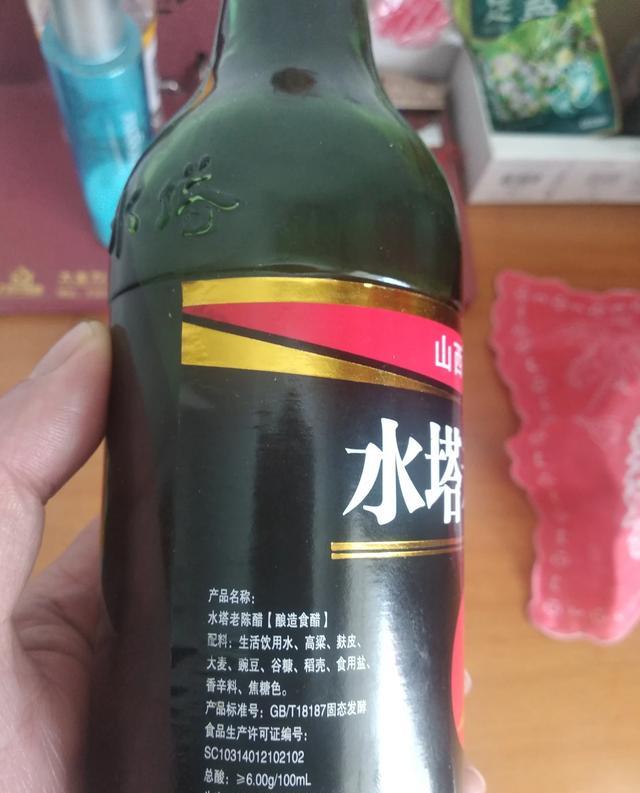 水塔
山西
水塔
产品名称：
水塔老陈醋【酿造食醋】
配料：生活饮用水、高粱、麸皮、
大麦、豌豆、谷糠、稻壳、食用盐、
香辛料、焦糖色。
产品标准号：GB/T18187固态发酵
食品生产许可证编号：
SC10314012102102
总酸：≥6.00g/100mL